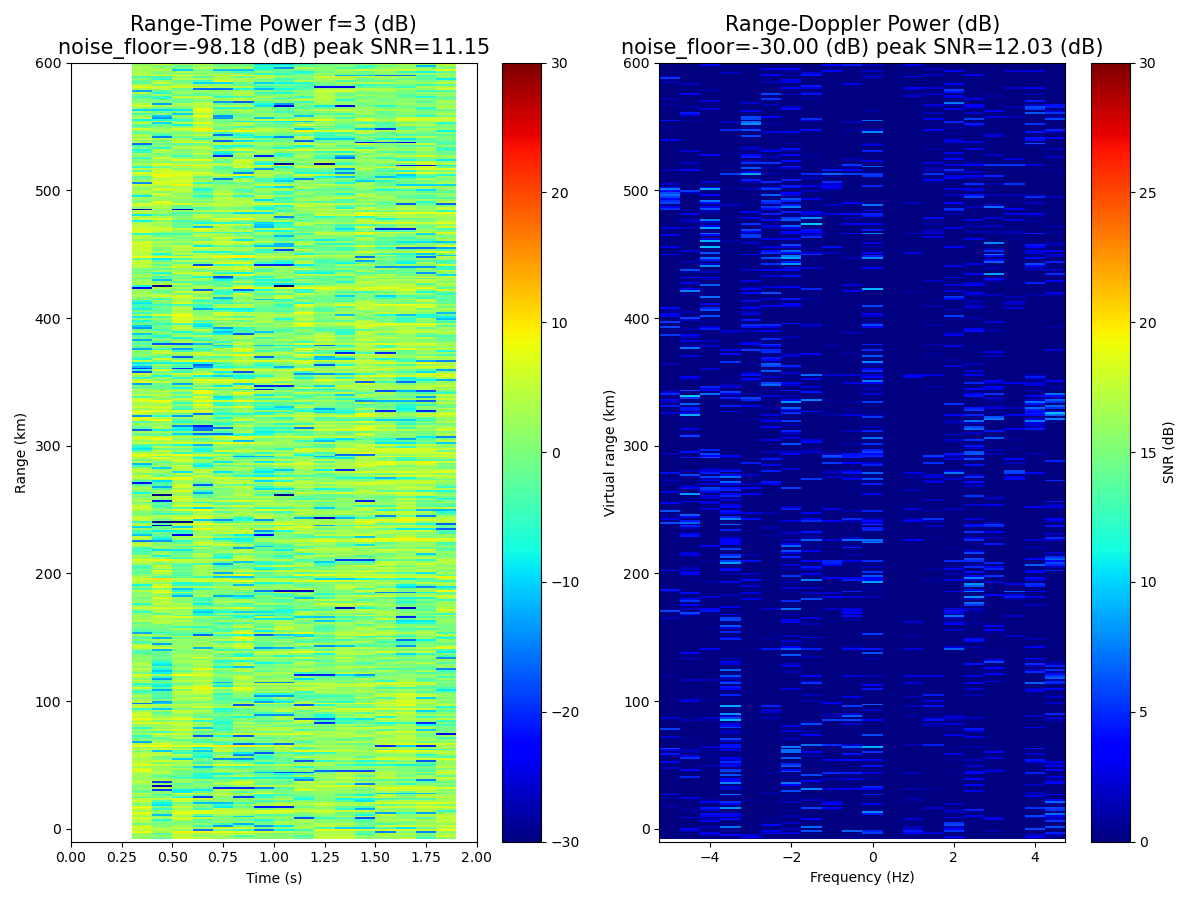 Range-Time Power f=3 (dB)
noise_floor=-98.18 (dB) peak SNR=11.15
Range-Doppler Power (dB)
noise_floor=-30.00 (dB) peak SNR=12.03 (dB)
600
500
400
300
200
100
0
Range (km)
0.00 0.25 0.50 0.75 1.00 1.25 1.50 1.75 2.00
Time (s)
30
20
10
0
−10
−20
−30
600
500
400
300
200
100
0
Virtual range (km)
−4 −2 0 2 4
Frequency (Hz)
30
25
20
15
10
5
0
SNR (dB)